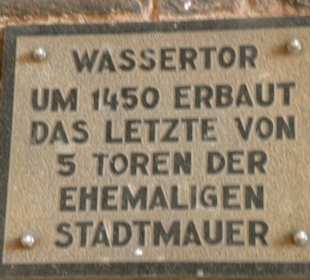 WASSERTOR
UM 1450 ERBAUT
DAS LETZTE VON
5 TOREN DER
EHEMALIGEN
STADTMAUER